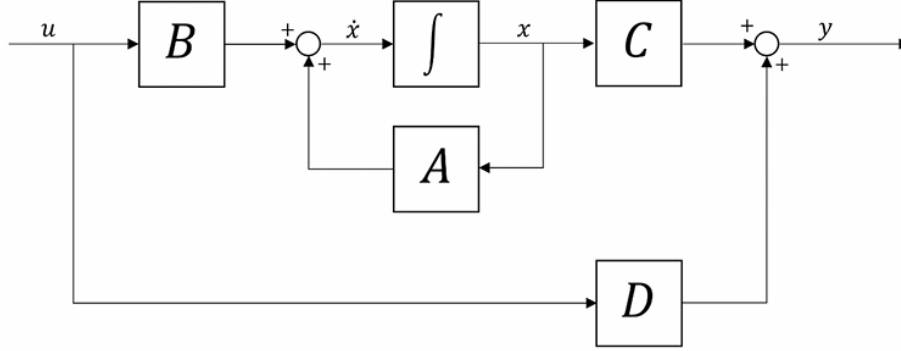 u B + ẋ ∫ x C + y
+ +
A
D